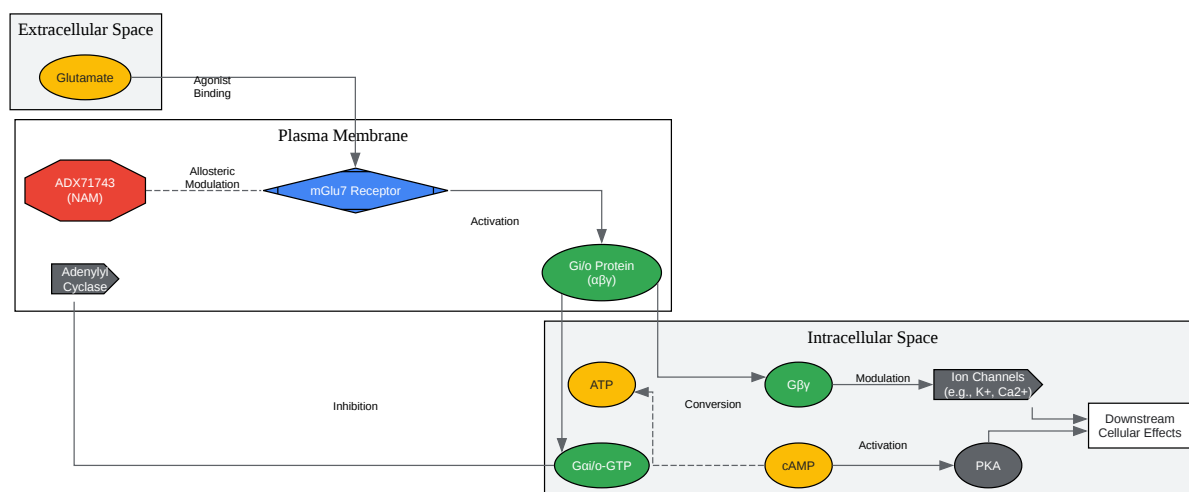 Extracellular Space
Glutamate
Agonist
Binding
Plasma Membrane
ADX71743
(NAM)
Allosteric
Modulation
mGlu7 Receptor
Activation
Adenylyl
Cyclase
Gi/o Protein
(αβγ)
Intracellular Space
ATP
Conversion
Gβγ
Modulation
Ion Channels
(e.g., K+, Ca2+)
Inhibition
Downstream
Cellular Effects
Gαi/o-GTP
cAMP
Activation
PKA